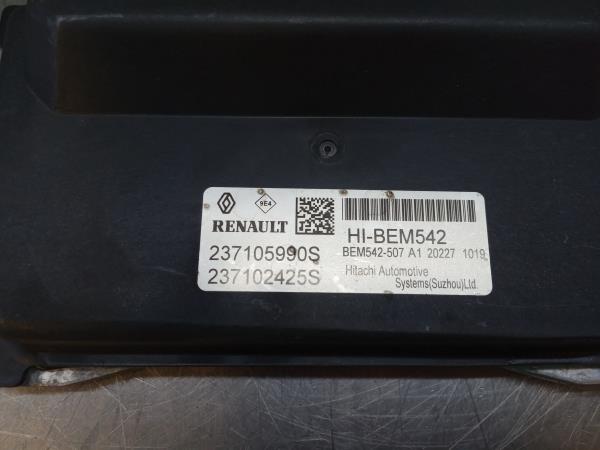 9E4
RENAULT
237105990S
237102425S
HI-BEM542
BEM542-507 A1 20227 1019
Hitachi Automotive
Systems(Suzhou)Ltd.